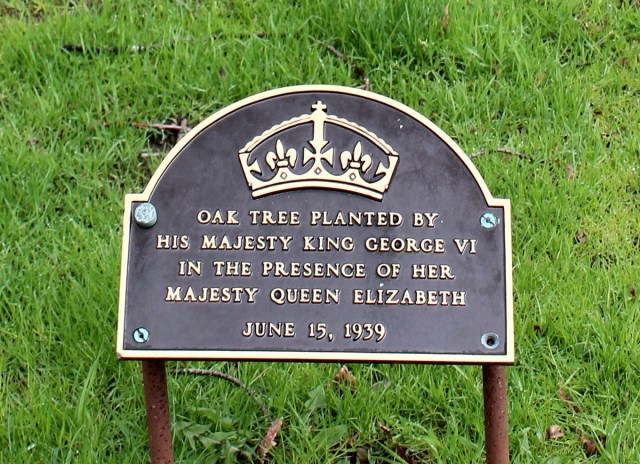 OAK TREE PLANTED BY
HIS MAJESTY KING GEORGE VI
IN THE PRESENCE OF HER
MAJESTY QUEEN ELIZABETH
JUNE 15, 1939